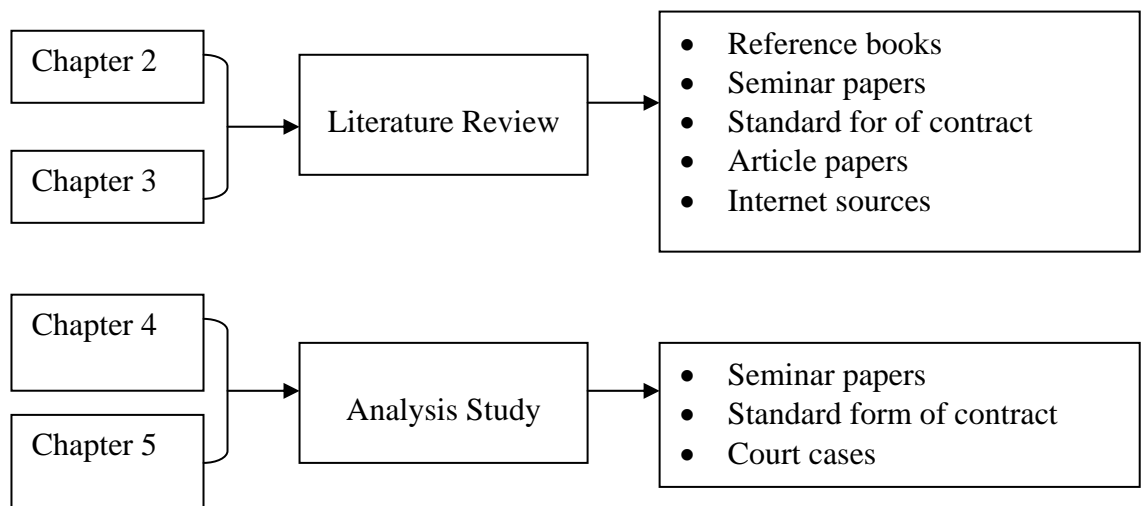 Chapter 2
Chapter 3
Literature Review
• Reference books
• Seminar papers
• Standard for of contract
• Article papers
• Internet sources
Chapter 4
Chapter 5
Analysis Study
• Seminar papers
• Standard form of contract
• Court cases